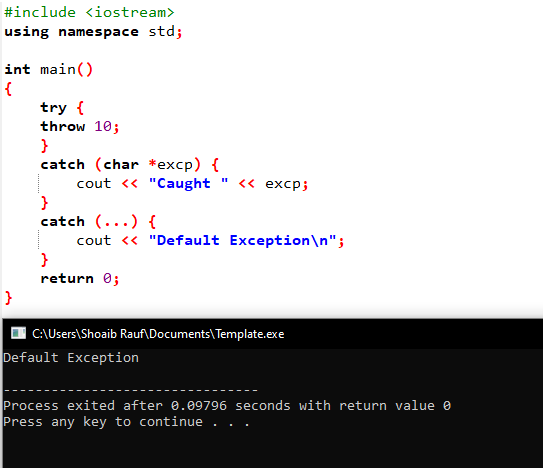 #include <iostream>
using namespace std;
int main()
{
try {
throw 10;
}
catch (char *excp) {
cout << "Caught " << excp;
}
catch (...) {
cout << "Default Exception\n";
}
return 0;
}
C:\Users\Shoaib Rauf\Documents\Template.exe
Default Exception
--------------------------------
Process exited after 0.09796 seconds with return value 0
Press any key to continue . . .